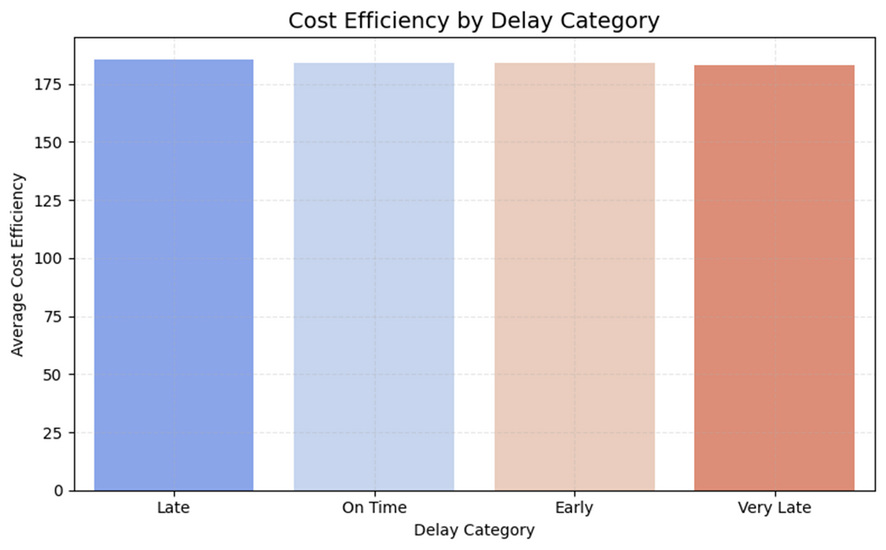 Cost Efficiency by Delay Category
Average Cost Efficiency
175
150
125
100
75
50
25
0
Late On Time Early Very Late
Delay Category